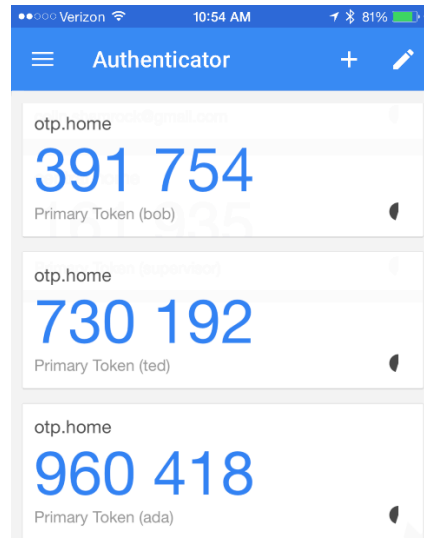 Verizon 10:54 AM 81%
Authenticator
otp.home
391 754
Primary Token (bob)
otp.home
730 192
Primary Token (ted)
otp.home
960 418
Primary Token (ada)